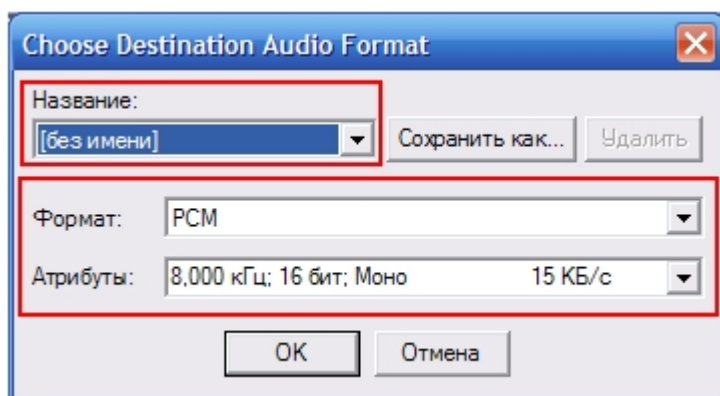 Choose Destination Audio Format
Название:
[без имени] Сохранить как... Удалить
Формат: PCM
Атрибуты: 8,000 кГц; 16 бит; Моно 15 КБ/с
OK Отмена